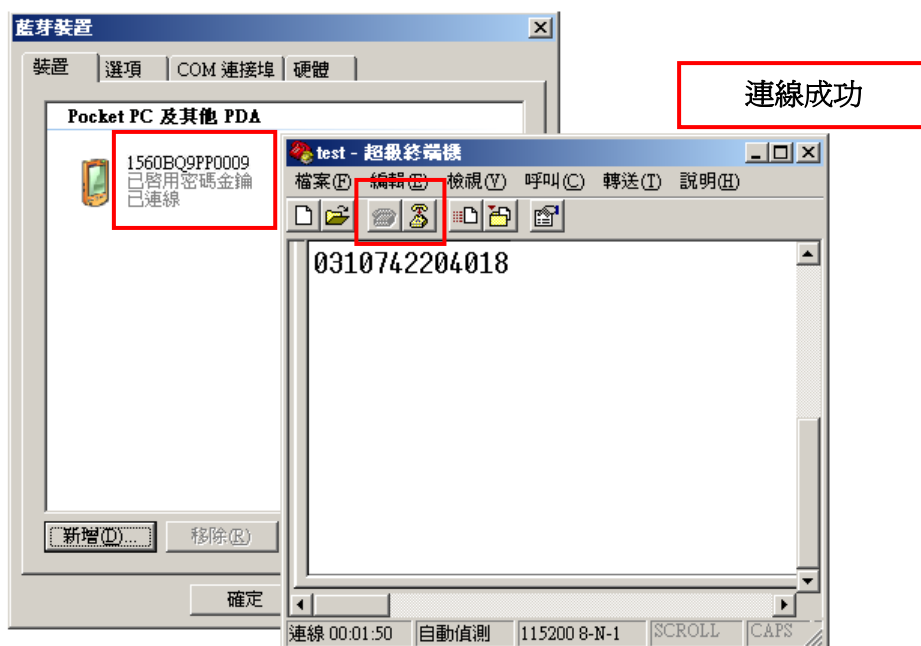 藍芽裝置
裝置 選項 COM 連接埠 硬體
Pocket PC 及其他 PDA
1560BQ9PP0009
已啓用密碼金鑰
已連線
新增(D)... 移除(R)
確定
連線成功
test - 超級終端機
檔案(F) 編輯(E) 檢視(V) 呼叫(C) 轉送(T) 說明(H)
0310742204018
連線 00:01:50 自動偵測 115200 8-N-1 SCROLL CAPS